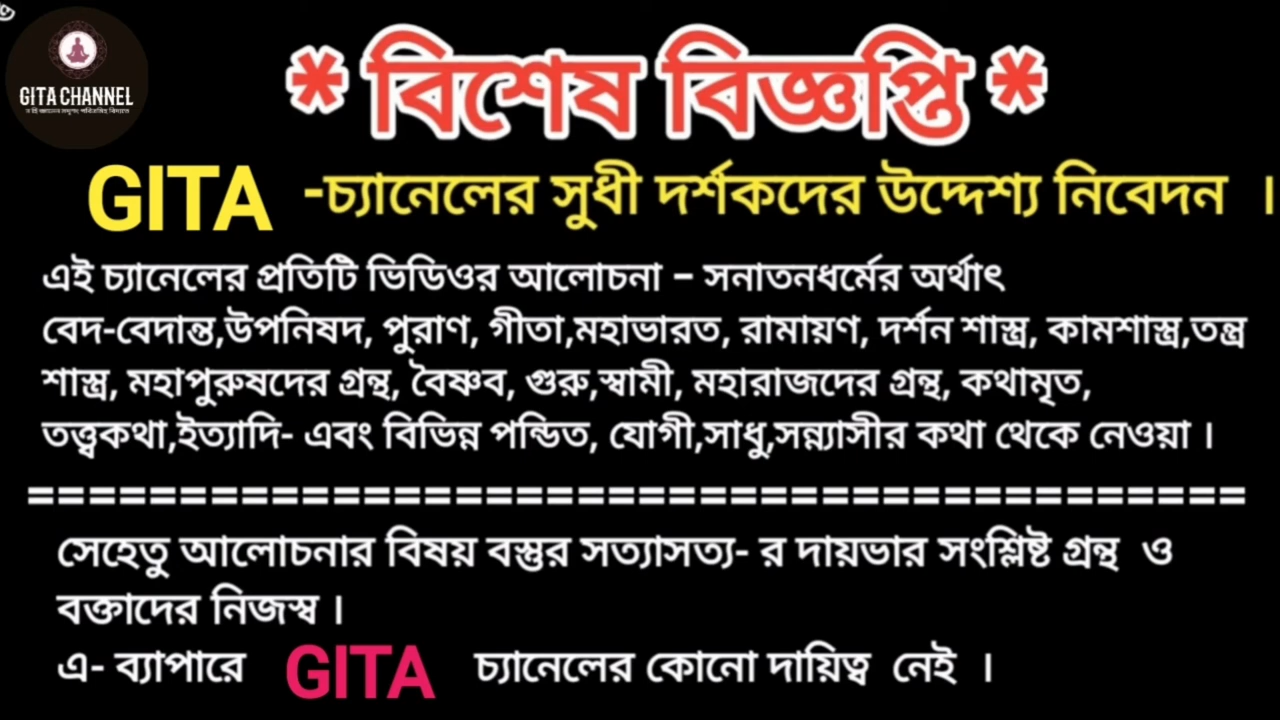 GITA CHANNEL
* বিশেষ বিজ্ঞপ্তি *
GITA -চ্যানেলের সুধী দর্শকদের উদ্দেশ্য নিবেদন ।
এই চ্যানেলের প্রতিটি ভিডিওর আলোচনা – সনাতনধর্মের অর্থাৎ
বেদ-বেদান্ত,উপনিষদ, পুরাণ, গীতা,মহাভারত, রামায়ণ, দর্শন শাস্ত্র, কামশাস্ত্র,তন্ত্র
শাস্ত্র, মহাপুরুষদের গ্রন্থ, বৈষ্ণব, গুরু,স্বামী, মহারাজদের গ্রন্থ, কথামৃত,
তত্ত্বকথা,ইত্যাদি- এবং বিভিন্ন পন্ডিত, যোগী,সাধু,সন্ন্যাসীর কথা থেকে নেওয়া ।
========================================
সেহেতু আলোচনার বিষয় বস্তুর সত্যাসত্য- র দায়ভার সংশ্লিষ্ট গ্রন্থ ও
বক্তাদের নিজস্ব ।
এ- ব্যাপারে GITA চ্যানেলের কোনো দায়িত্ব নেই ।